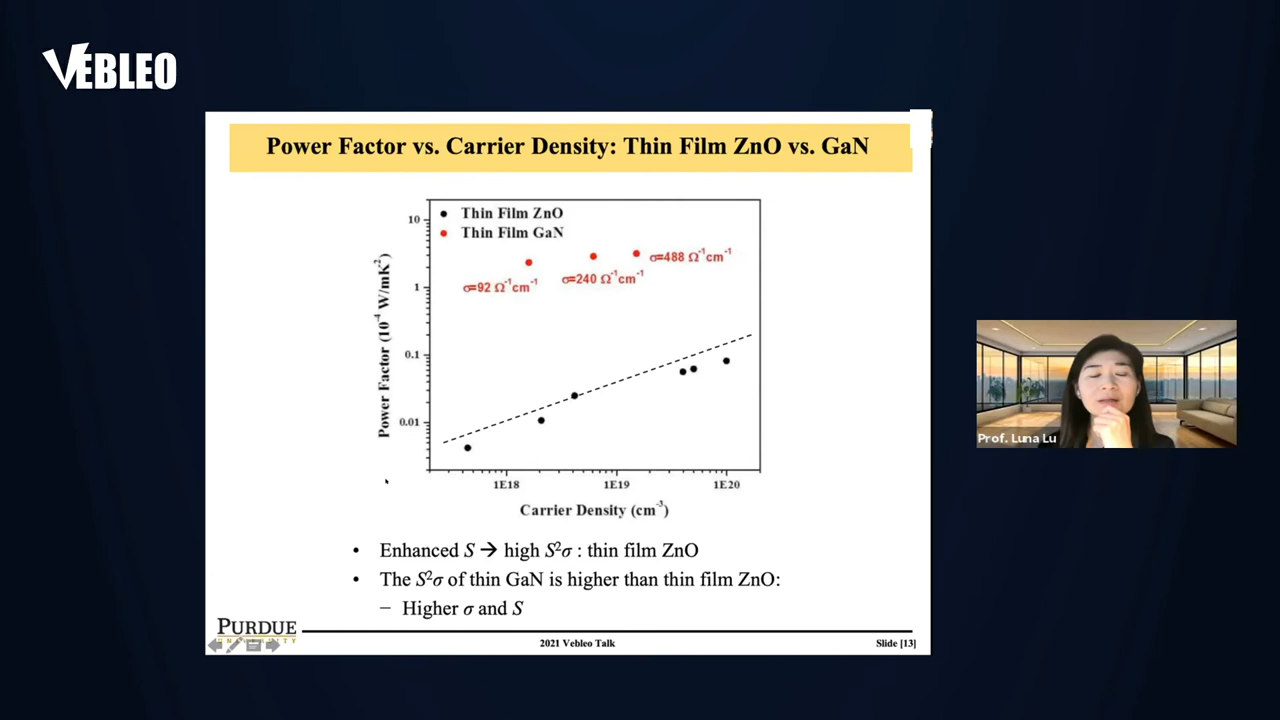 VEBLEO
Power Factor vs. Carrier Density: Thin Film ZnO vs. GaN
Thin Film ZnO
Thin Film GaN
10
1
0.1
0.01
Power Factor (10⁻⁴ W/mK²)
σ=92 Ω⁻¹cm⁻¹
σ=240 Ω⁻¹cm⁻¹
σ=488 Ω⁻¹cm⁻¹
1E18 1E19 1E20
Carrier Density (cm⁻³)
• Enhanced S → high S²σ : thin film ZnO
• The S²σ of thin GaN is higher than thin film ZnO:
– Higher σ and S
PURDUE
UNIVERSITY
2021 Vebleo Talk
Slide [13]
Prof. Luna Lu